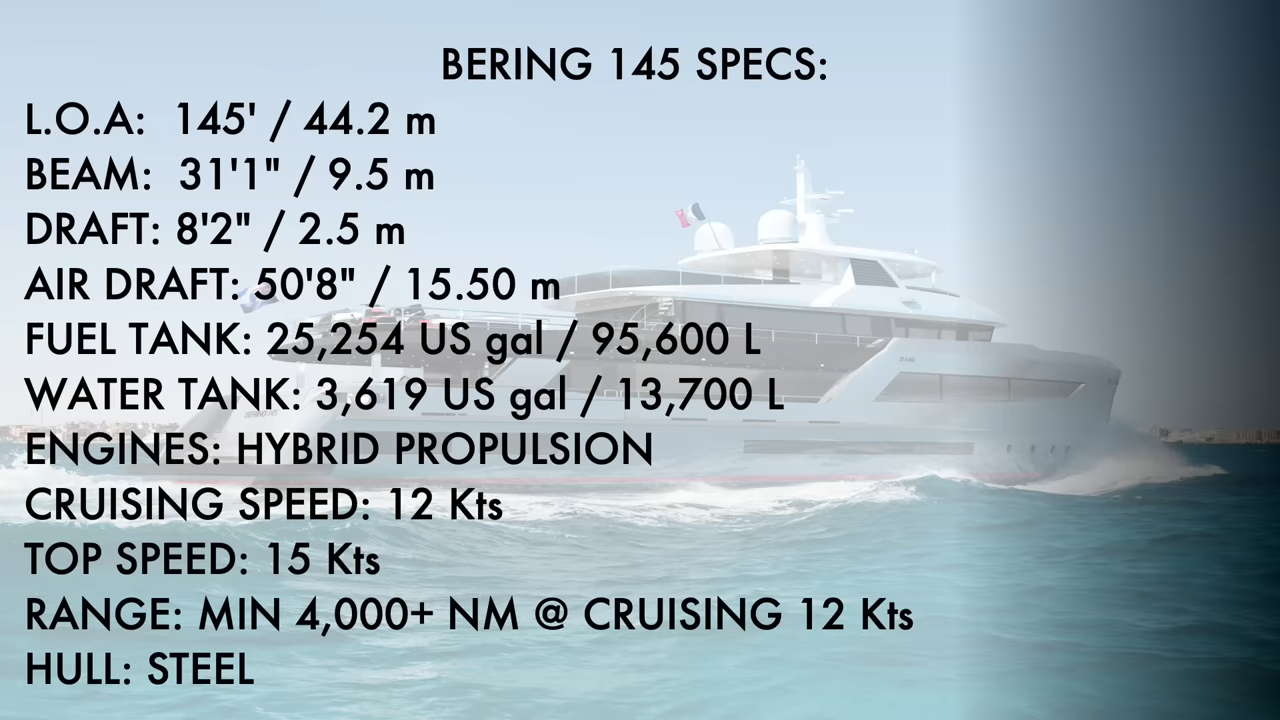 BERING 145 SPECS:
L.O.A: 145' / 44.2 m
BEAM: 31'1" / 9.5 m
DRAFT: 8'2" / 2.5 m
AIR DRAFT: 50'8" / 15.50 m
FUEL TANK: 25,254 US gal / 95,600 L
WATER TANK: 3,619 US gal / 13,700 L
ENGINES: HYBRID PROPULSION
CRUISING SPEED: 12 Kts
TOP SPEED: 15 Kts
RANGE: MIN 4,000+ NM @ CRUISING 12 Kts
HULL: STEEL